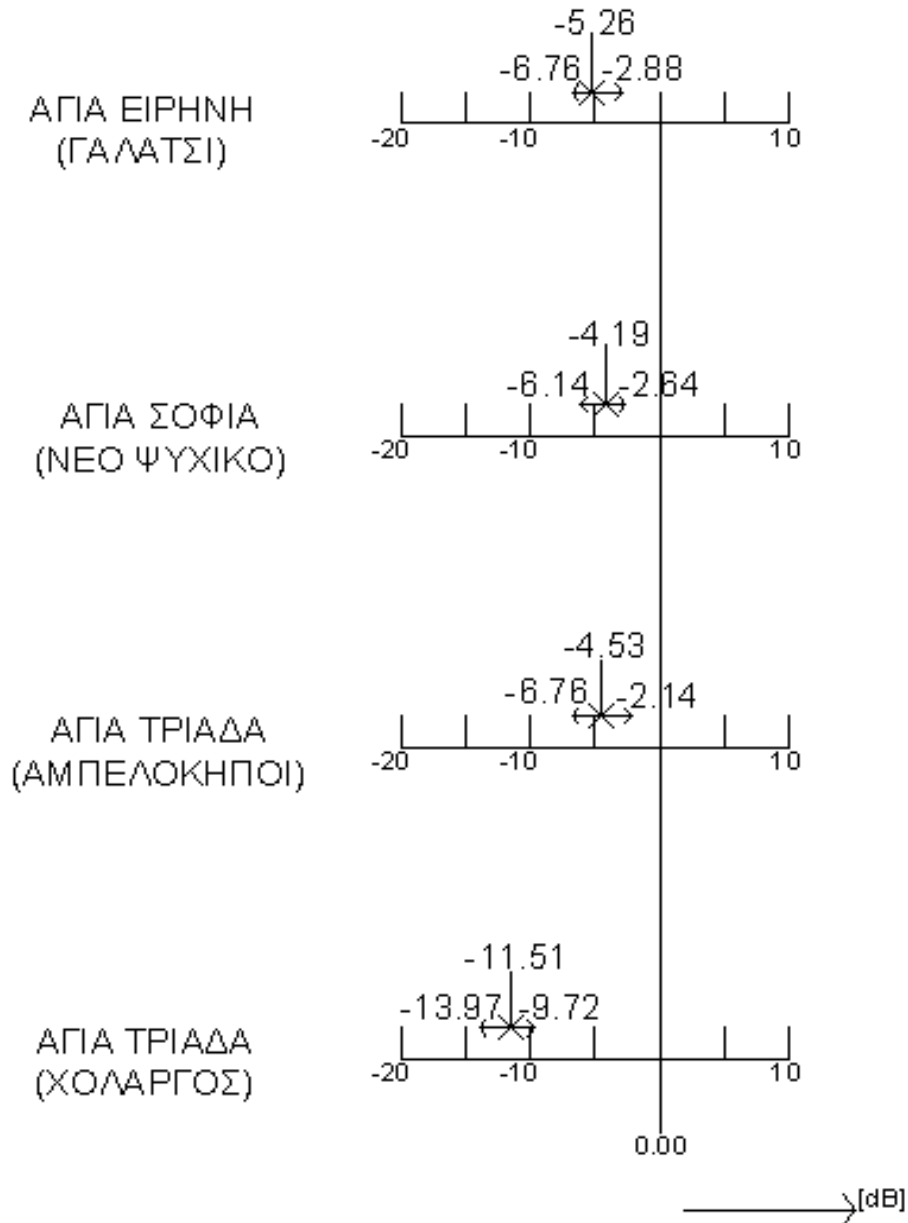 -5.26
-6.76 -2.88
ΑΓΙΑ ΕΙΡΗΝΗ
(ΓΑΛΑΤΣΙ)
-20 -10 10
-4.19
-6.14 -2.64
ΑΓΙΑ ΣΟΦΙΑ
(ΝΕΟ ΨΥΧΙΚΟ)
-20 -10 10
-4.53
-6.76 -2.14
ΑΓΙΑ ΤΡΙΑΔΑ
(ΑΜΠΕΛΟΚΗΠΟΙ)
-20 -10 10
-11.51
-13.97 -9.72
ΑΓΙΑ ΤΡΙΑΔΑ
(ΧΟΛΑΡΓΟΣ)
-20 -10 10
0.00
[dB]